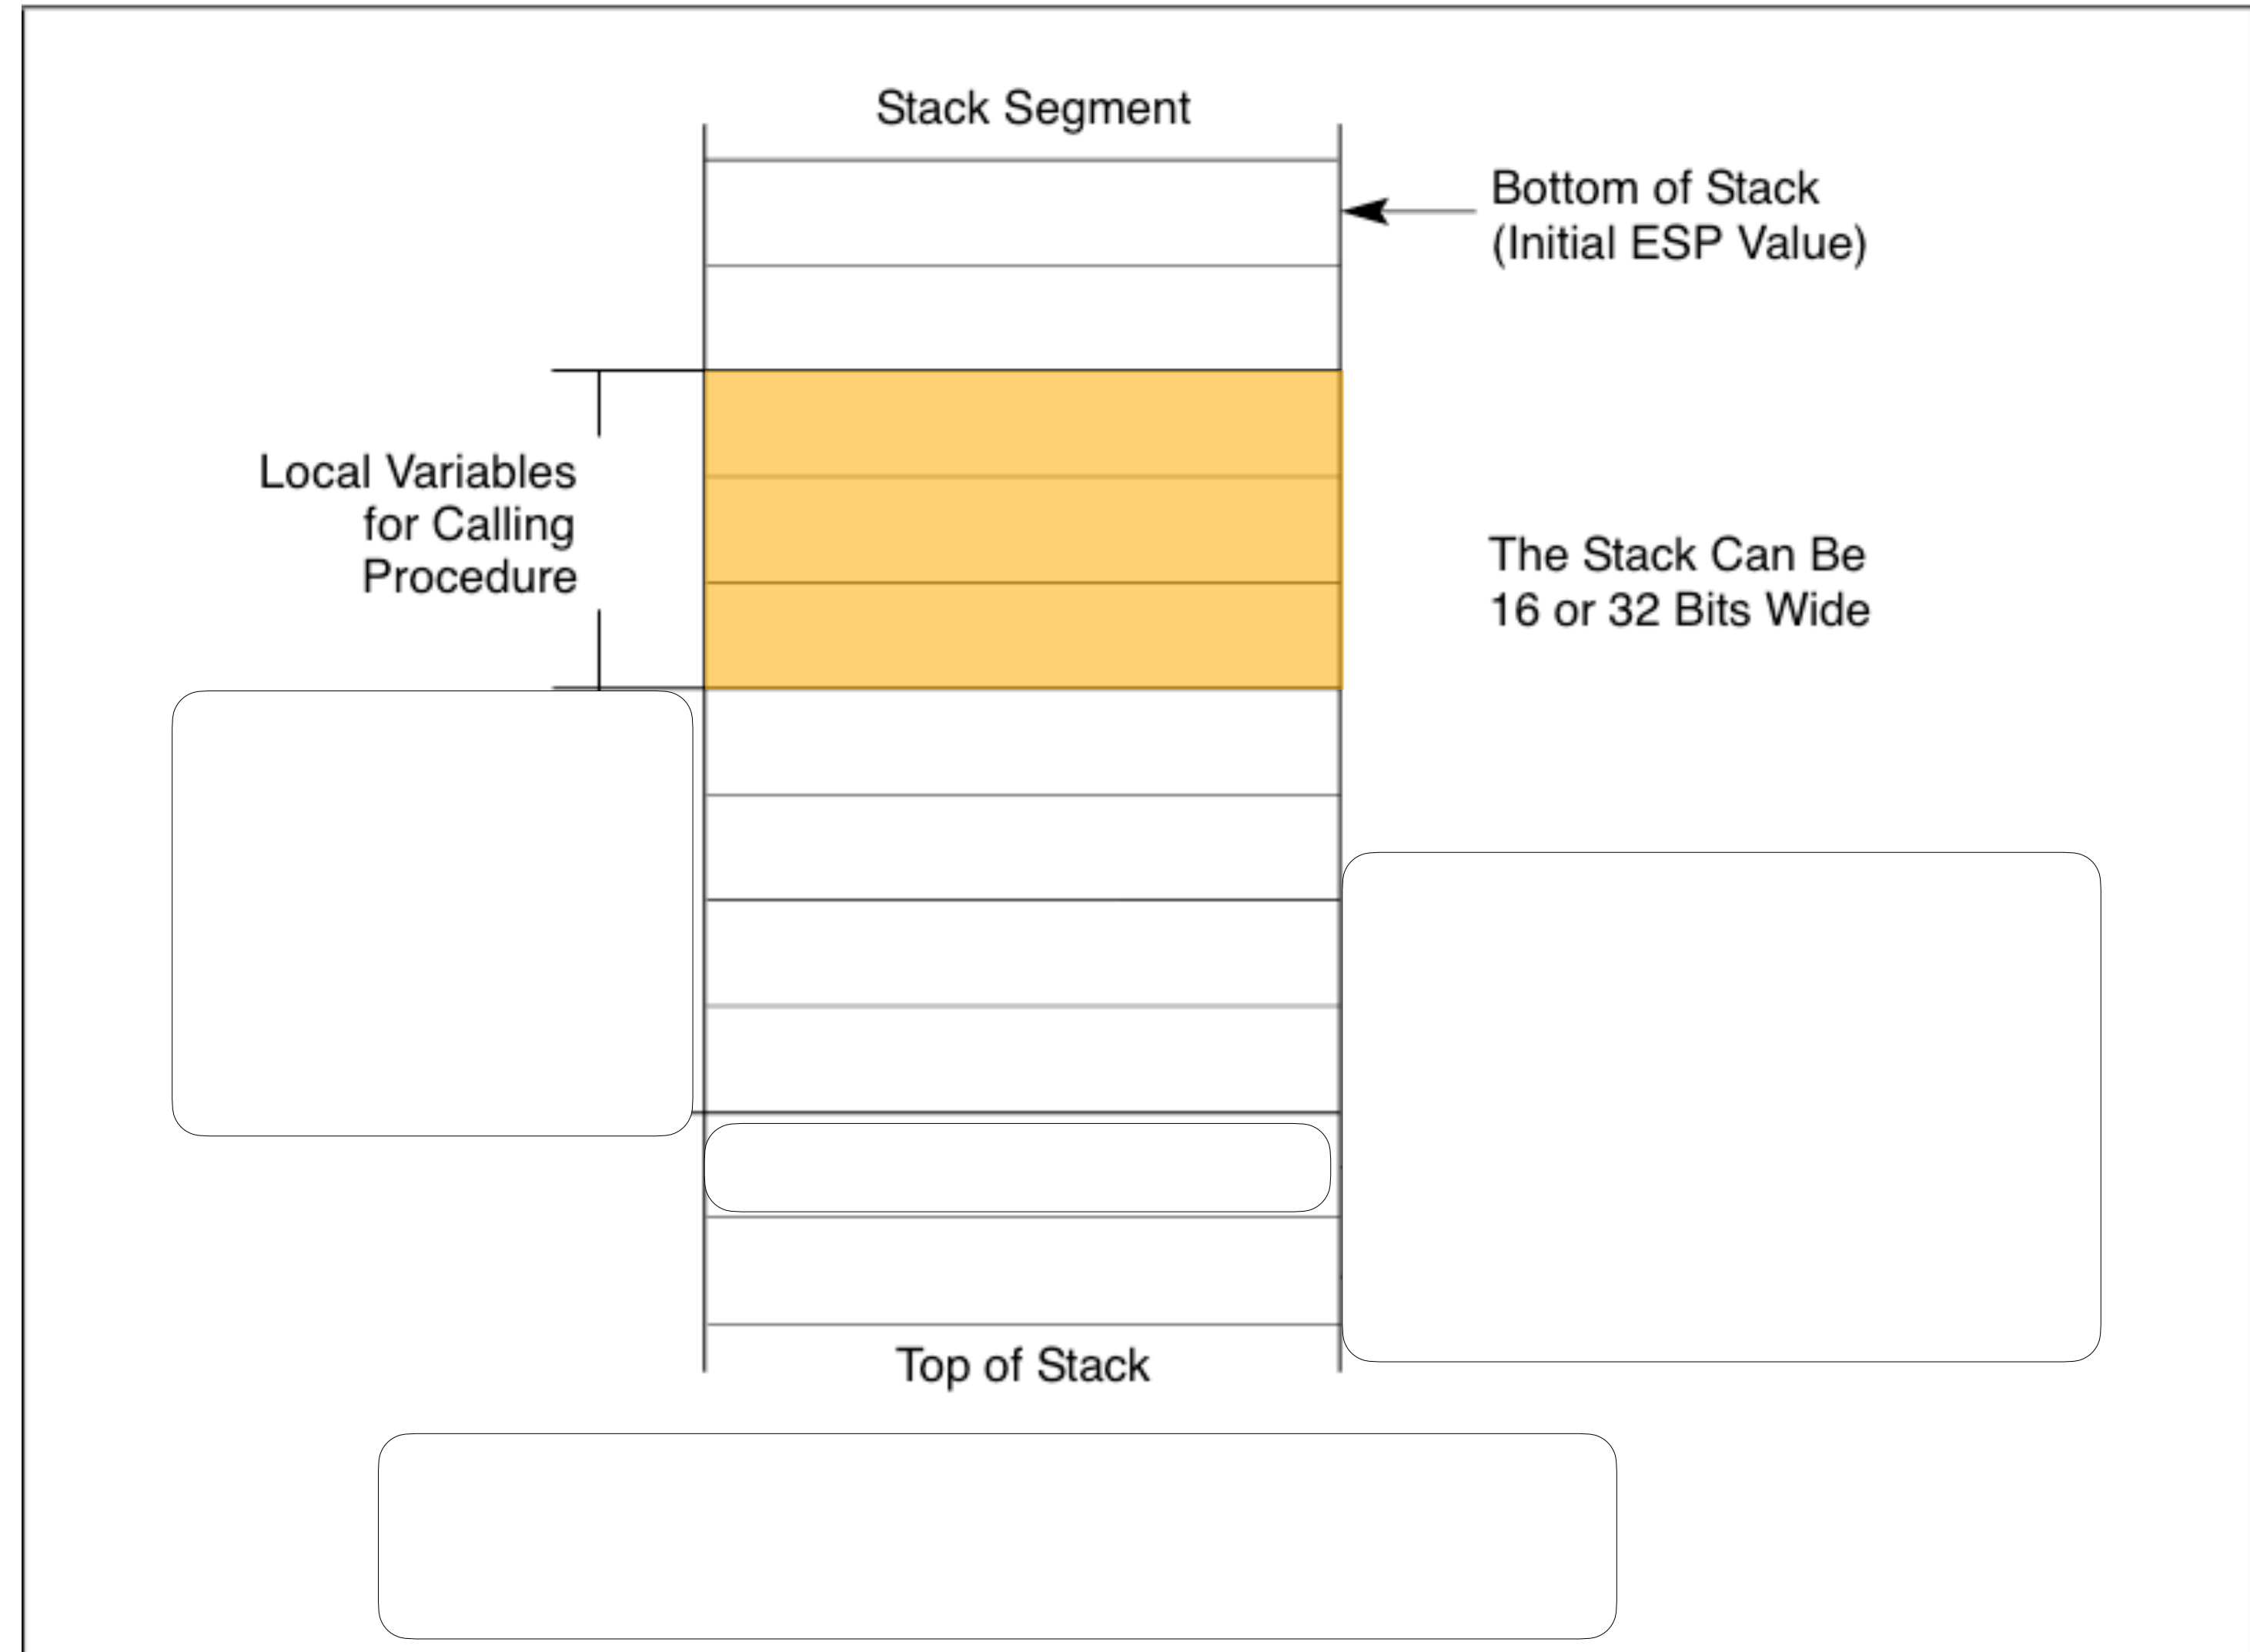 Stack Segment
Bottom of Stack
(Initial ESP Value)
Local Variables
for Calling
Procedure
The Stack Can Be
16 or 32 Bits Wide
Top of Stack